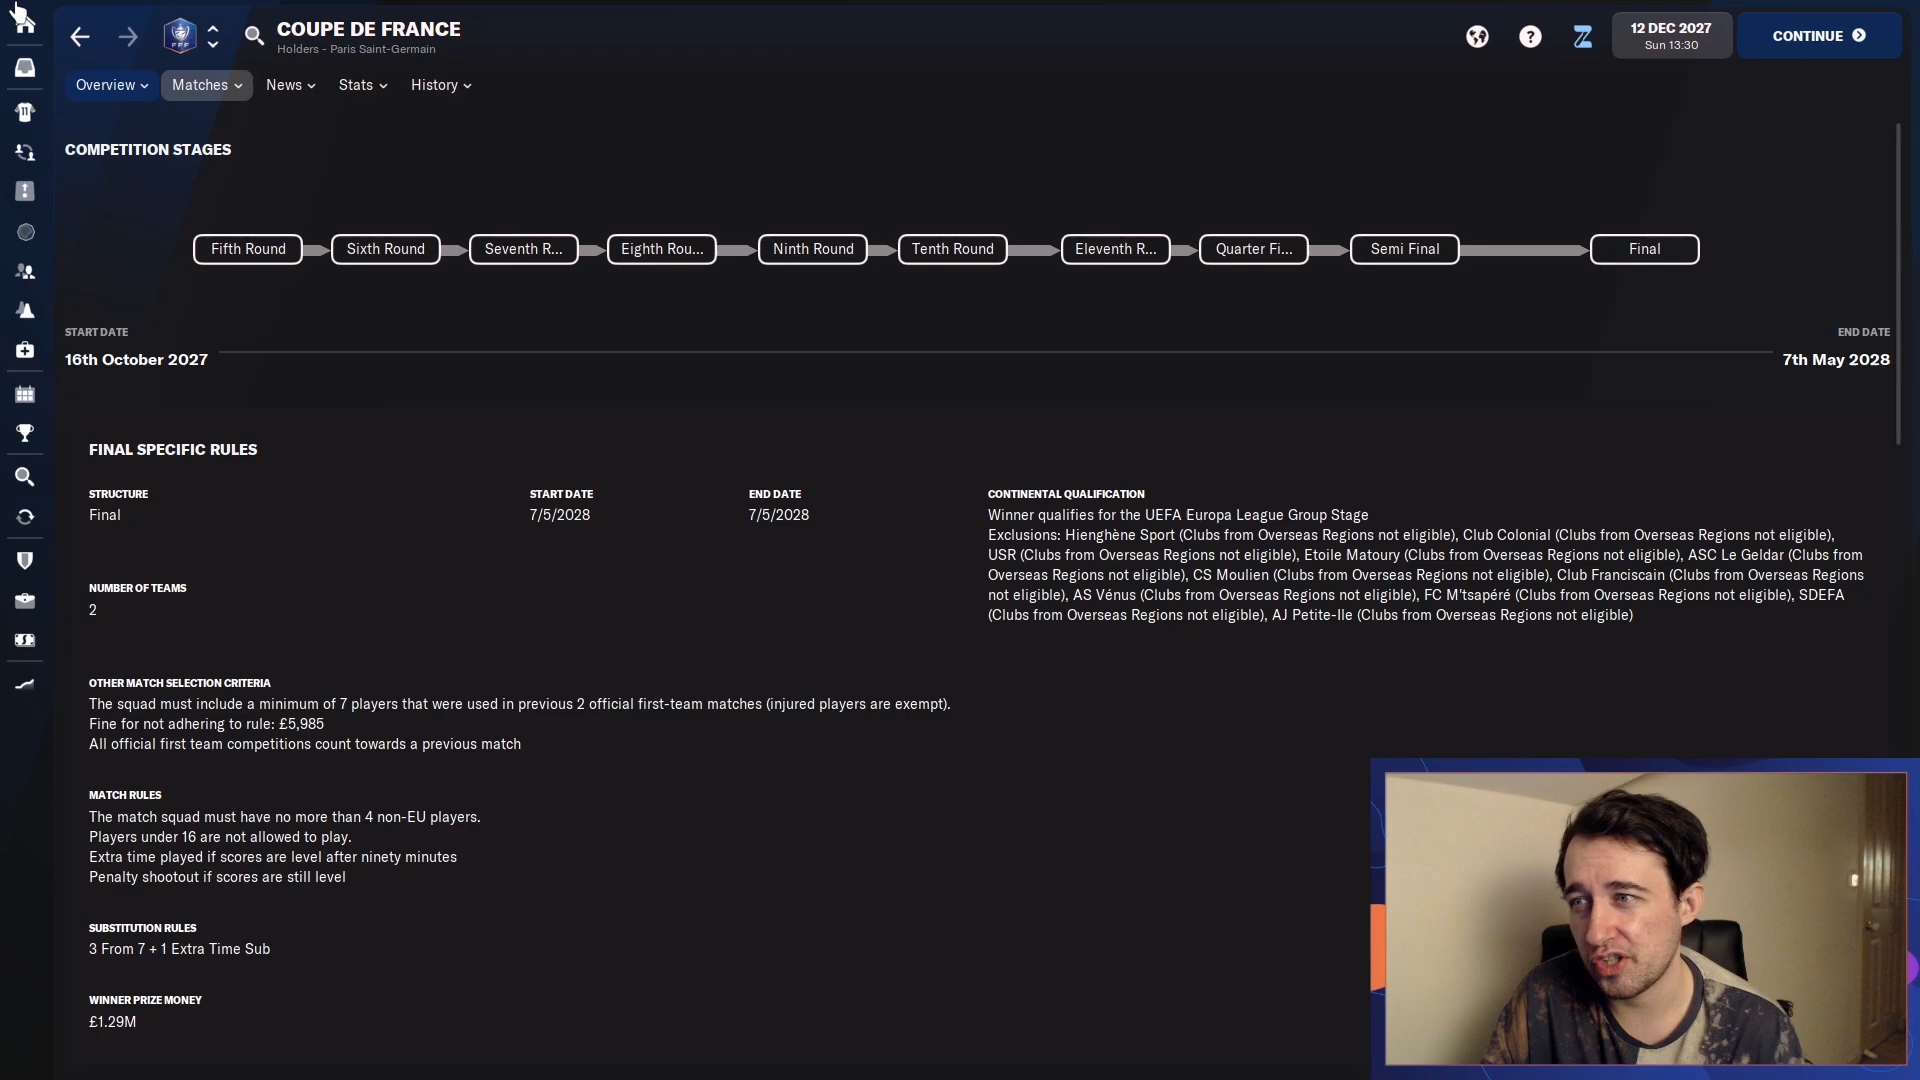 COUPE DE FRANCE
Holders - Paris Saint-Germain
12 DEC 2027
Sun 13:30
CONTINUE
Overview
Matches
News
Stats
History
COMPETITION STAGES
Fifth Round
Sixth Round
Seventh R...
Eighth Rou...
Ninth Round
Tenth Round
Eleventh R...
Quarter Fi...
Semi Final
Final
START DATE
16th October 2027
END DATE
7th May 2028
FINAL SPECIFIC RULES
STRUCTURE
Final
START DATE
7/5/2028
END DATE
7/5/2028
CONTINENTAL QUALIFICATION
Winner qualifies for the UEFA Europa League Group Stage
Exclusions: Hienghène Sport (Clubs from Overseas Regions not eligible), Club Colonial (Clubs from Overseas Regions not eligible),
USR (Clubs from Overseas Regions not eligible), Etoile Matoury (Clubs from Overseas Regions not eligible), ASC Le Geldar (Clubs from
Overseas Regions not eligible), CS Moulien (Clubs from Overseas Regions not eligible), Club Franciscain (Clubs from Overseas Regions
not eligible), AS Vénus (Clubs from Overseas Regions not eligible), FC M'tsapéré (Clubs from Overseas Regions not eligible), SDEFA
(Clubs from Overseas Regions not eligible), AJ Petite-Ile (Clubs from Overseas Regions not eligible)
NUMBER OF TEAMS
2
OTHER MATCH SELECTION CRITERIA
The squad must include a minimum of 7 players that were used in previous 2 official first-team matches (injured players are exempt).
Fine for not adhering to rule: £5,985
All official first team competitions count towards a previous match
MATCH RULES
The match squad must have no more than 4 non-EU players.
Players under 16 are not allowed to play.
Extra time played if scores are level after ninety minutes
Penalty shootout if scores are still level
SUBSTITUTION RULES
3 From 7 + 1 Extra Time Sub
WINNER PRIZE MONEY
£1.29M